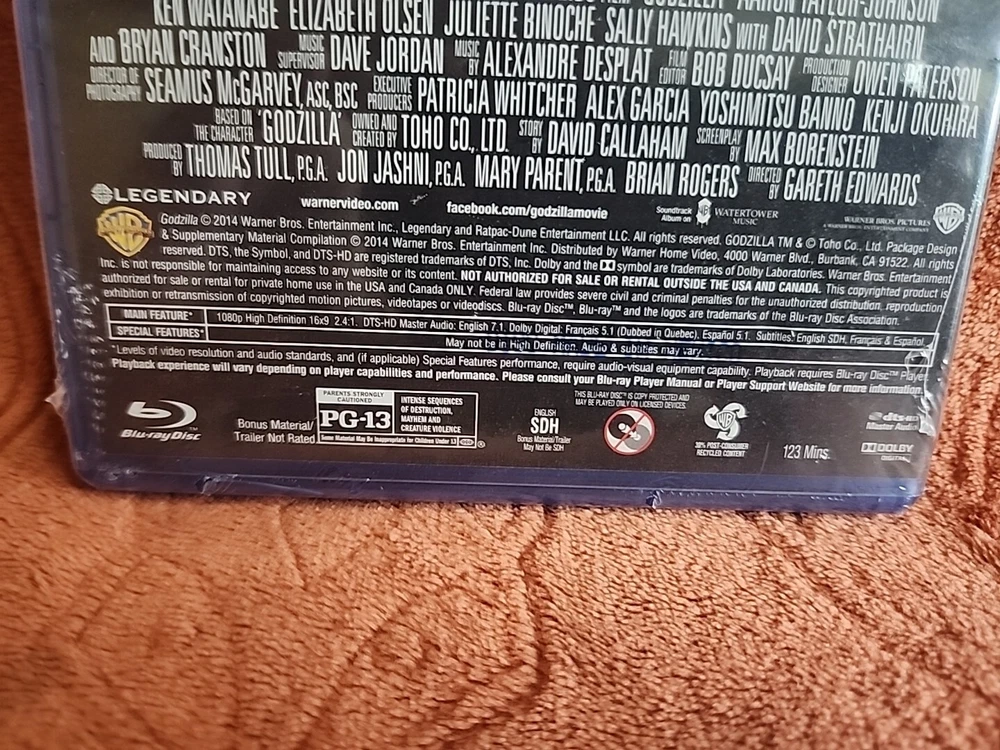 FILM GODZILLA AARON TAYLOR-JOHNSON
KEN WATANABE ELIZABETH OLSEN JULIETTE BINOCHE SALLY HAWKINS WITH DAVID STRATHAIRN
AND BRYAN CRANSTON MUSIC SUPERVISOR DAVE JORDAN MUSIC BY ALEXANDRE DESPLAT FILM EDITOR BOB DUCSAY PRODUCTION DESIGNER OWEN PATERSON
DIRECTOR OF PHOTOGRAPHY SEAMUS McGARVEY, ASC, BSC EXECUTIVE PRODUCERS PATRICIA WHITCHER ALEX GARCIA YOSHIMITSU BANNO KENJI OKUHIRA
BASED ON THE CHARACTER 'GODZILLA' OWNED AND CREATED BY TOHO CO., LTD. STORY BY DAVID CALLAHAM SCREENPLAY BY MAX BORENSTEIN
PRODUCED BY THOMAS TULL, P.G.A. JON JASHNI, P.G.A. MARY PARENT, P.G.A. BRIAN ROGERS DIRECTED BY GARETH EDWARDS
LEGENDARY warnervideo.com facebook.com/godzillamovie Soundtrack Album on WATERTOWER MUSIC WARNER BROS. PICTURES
Godzilla © 2014 Warner Bros. Entertainment Inc., Legendary and Ratpac-Dune Entertainment LLC. All rights reserved. GODZILLA TM & © Toho Co., Ltd. Package Design
& Supplementary Material Compilation © 2014 Warner Bros. Entertainment Inc. Distributed by Warner Home Video, 4000 Warner Blvd., Burbank, CA 91522. All rights
reserved. DTS, the Symbol, and DTS-HD are registered trademarks of DTS, Inc. Dolby and the symbol are trademarks of Dolby Laboratories. Warner Bros. Entertainment
Inc. is not responsible for maintaining access to any website or its content. NOT AUTHORIZED FOR SALE OR RENTAL OUTSIDE THE USA AND CANADA. This copyrighted product is
authorized for sale or rental for private home use in the USA and Canada ONLY. Federal law provides severe civil and criminal penalties for the unauthorized distribution, reproduction,
exhibition or retransmission of copyrighted motion pictures, videotapes or videodiscs. Blu-ray Disc™, Blu-ray™ and the logos are trademarks of the Blu-ray Disc Association.
MAIN FEATURE* 1080p High Definition 16x9 2.4:1. DTS-HD Master Audio: English 7.1. Dolby Digital: Français 5.1 (Dubbed in Quebec), Español 5.1. Subtitles: English SDH, Français & Español
SPECIAL FEATURES* May not be in High Definition. Audio & subtitles may vary.
*Levels of video resolution and audio standards, and (if applicable) Special Features performance, require audio-visual equipment capability. Playback requires Blu-ray Disc™ Player
Playback experience will vary depending on player capabilities and performance. Please consult your Blu-ray Player Manual or Player Support Website for more information.
Blu-ray Disc™
Bonus Material/
Trailer Not Rated
PARENTS STRONGLY CAUTIONED
PG-13
Some Material May Be Inappropriate for Children Under 13
INTENSE SEQUENCES
OF DESTRUCTION,
MAYHEM AND
CREATURE VIOLENCE
ENGLISH
SDH
Bonus Material/Trailer
May Not Be SDH
THIS BLU-RAY DISC™ IS COPY PROTECTED AND
MAY BE PLAYED ONLY ON LICENSED DEVICES.
30% POST-CONSUMER
RECYCLED CONTENT
123 Mins.
dts-HD
Master Audio
DOLBY
DIGITAL